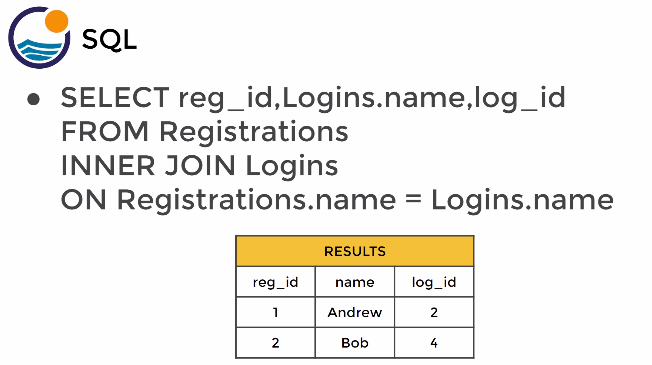 SQL
● SELECT reg_id,Logins.name,log_id
FROM Registrations
INNER JOIN Logins
ON Registrations.name = Logins.name
RESULTS
reg_id name log_id
1 Andrew 2
2 Bob 4